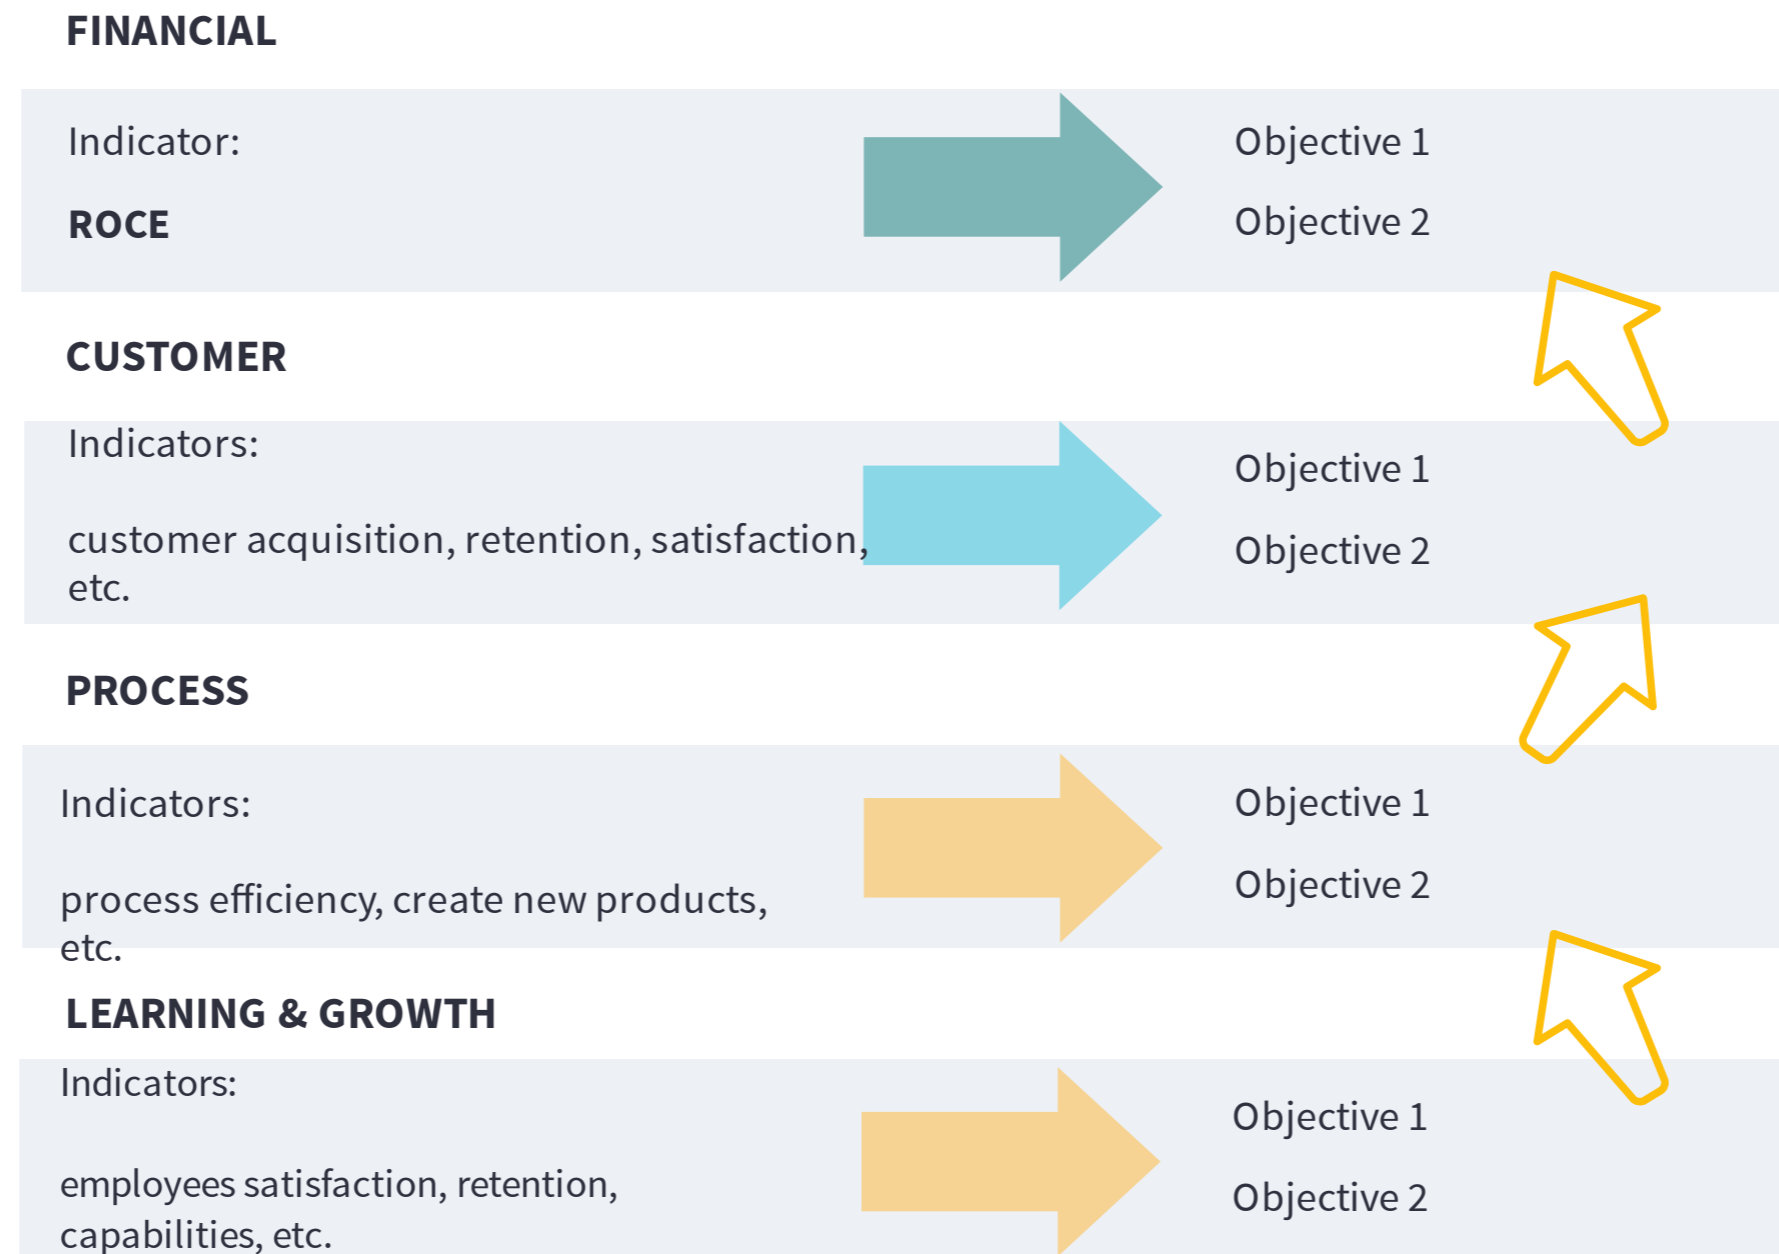 FINANCIAL
Indicator:
ROCE
Objective 1
Objective 2
CUSTOMER
Indicators:
customer acquisition, retention, satisfaction,
etc.
Objective 1
Objective 2
PROCESS
Indicators:
process efficiency, create new products,
etc.
Objective 1
Objective 2
LEARNING & GROWTH
Indicators:
employees satisfaction, retention,
capabilities, etc.
Objective 1
Objective 2